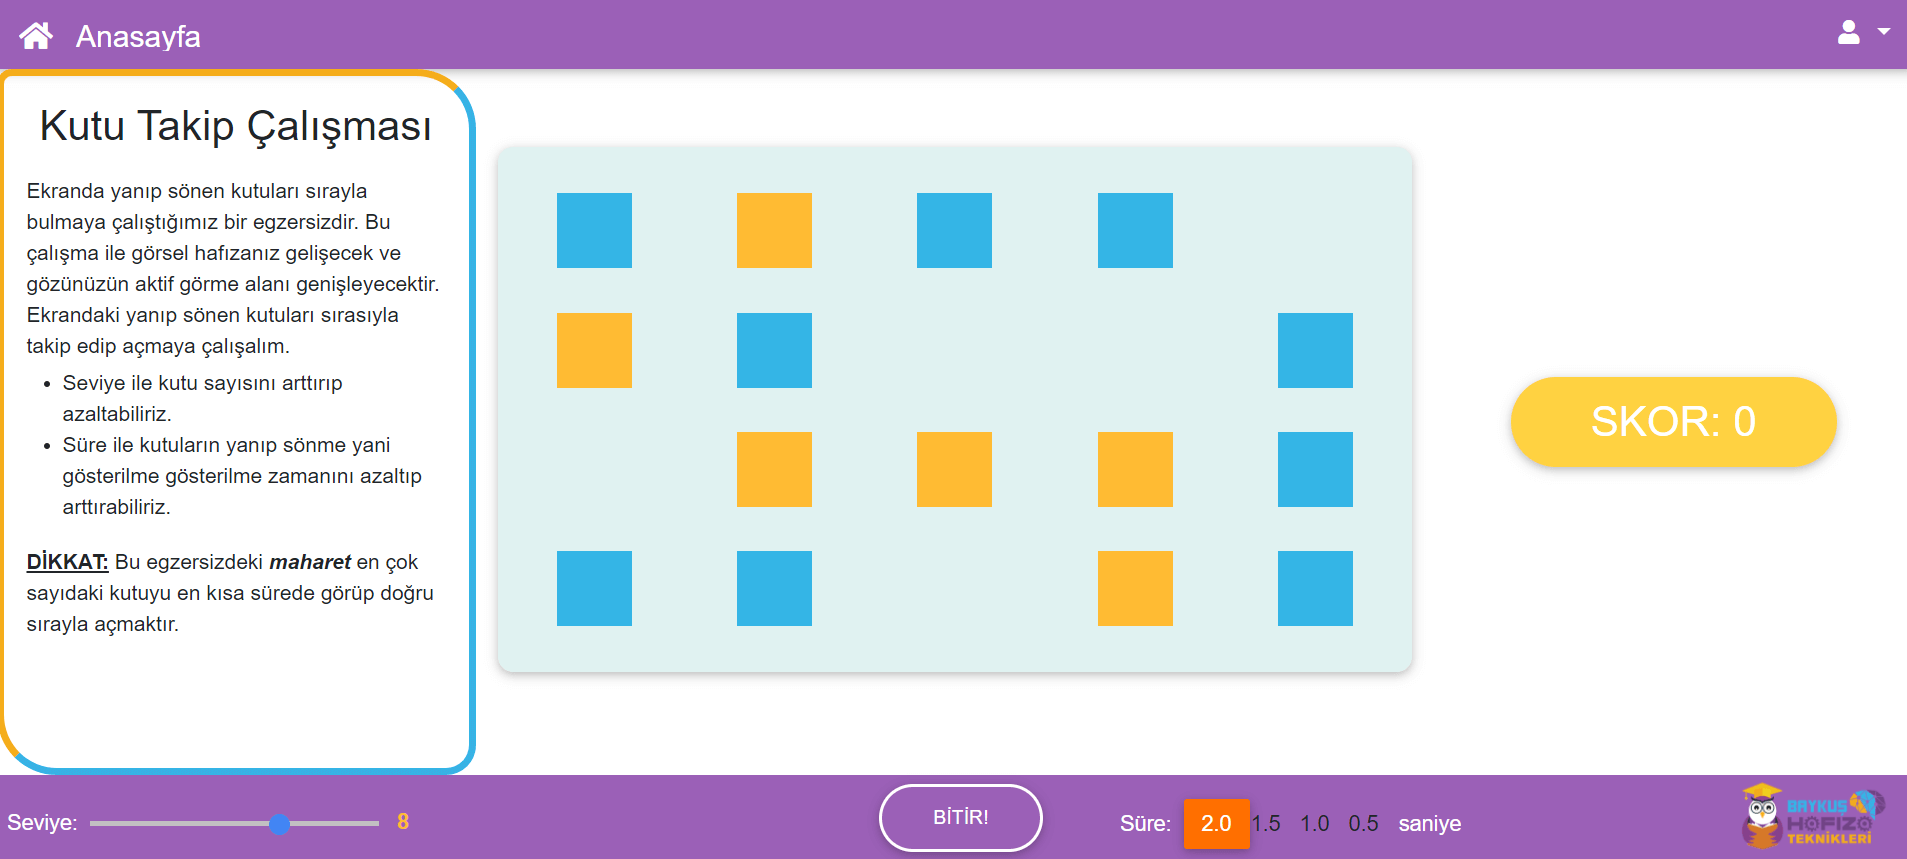 Anasayfa
Kutu Takip Çalışması
Ekranda yanıp sönen kutuları sırayla
bulmaya çalıştığımız bir egzersizdir. Bu
çalışma ile görsel hafızanız gelişecek ve
gözünüzün aktif görme alanı genişleyecektir.
Ekrandaki yanıp sönen kutuları sırasıyla
takip edip açmaya çalışalım.
• Seviye ile kutu sayısını arttırıp
azaltabiliriz.
• Süre ile kutuların yanıp sönme yani
gösterilme gösterilme zamanını azaltıp
arttırabiliriz.
DİKKAT: Bu egzersizdeki maharet en çok
sayıdaki kutuyu en kısa sürede görüp doğru
sırayla açmaktır.
SKOR: 0
Seviye: 8
BİTİR!
Süre: 2.0 1.5 1.0 0.5 saniye
BAYKUŞ
HAFIZA
TEKNİKLERİ